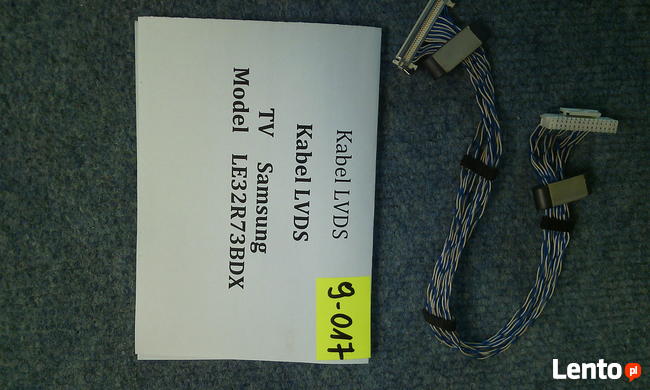 Kabel LVDS
Kabel LVDS
TV Samsung
Model LE32R73BDX
9-017
Lento pl